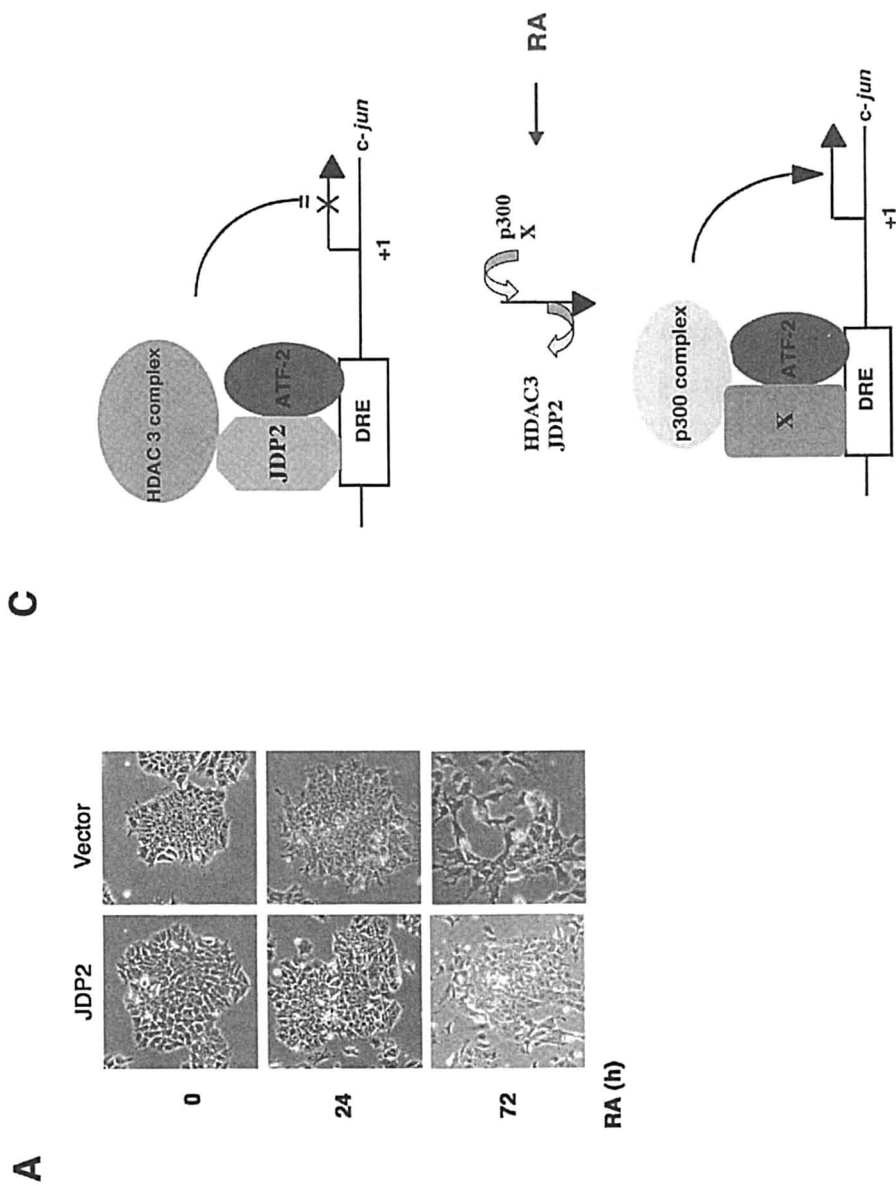 A
JDP2
Vector
0
24
72
RA (h)
C
HDAC 3 complex
JDP2
ATF-2
DRE
+1
c-jun
=
X
HDAC3
JDP2
p300
X
RA
p300 complex
X
ATF-2
DRE
+1
c-jun